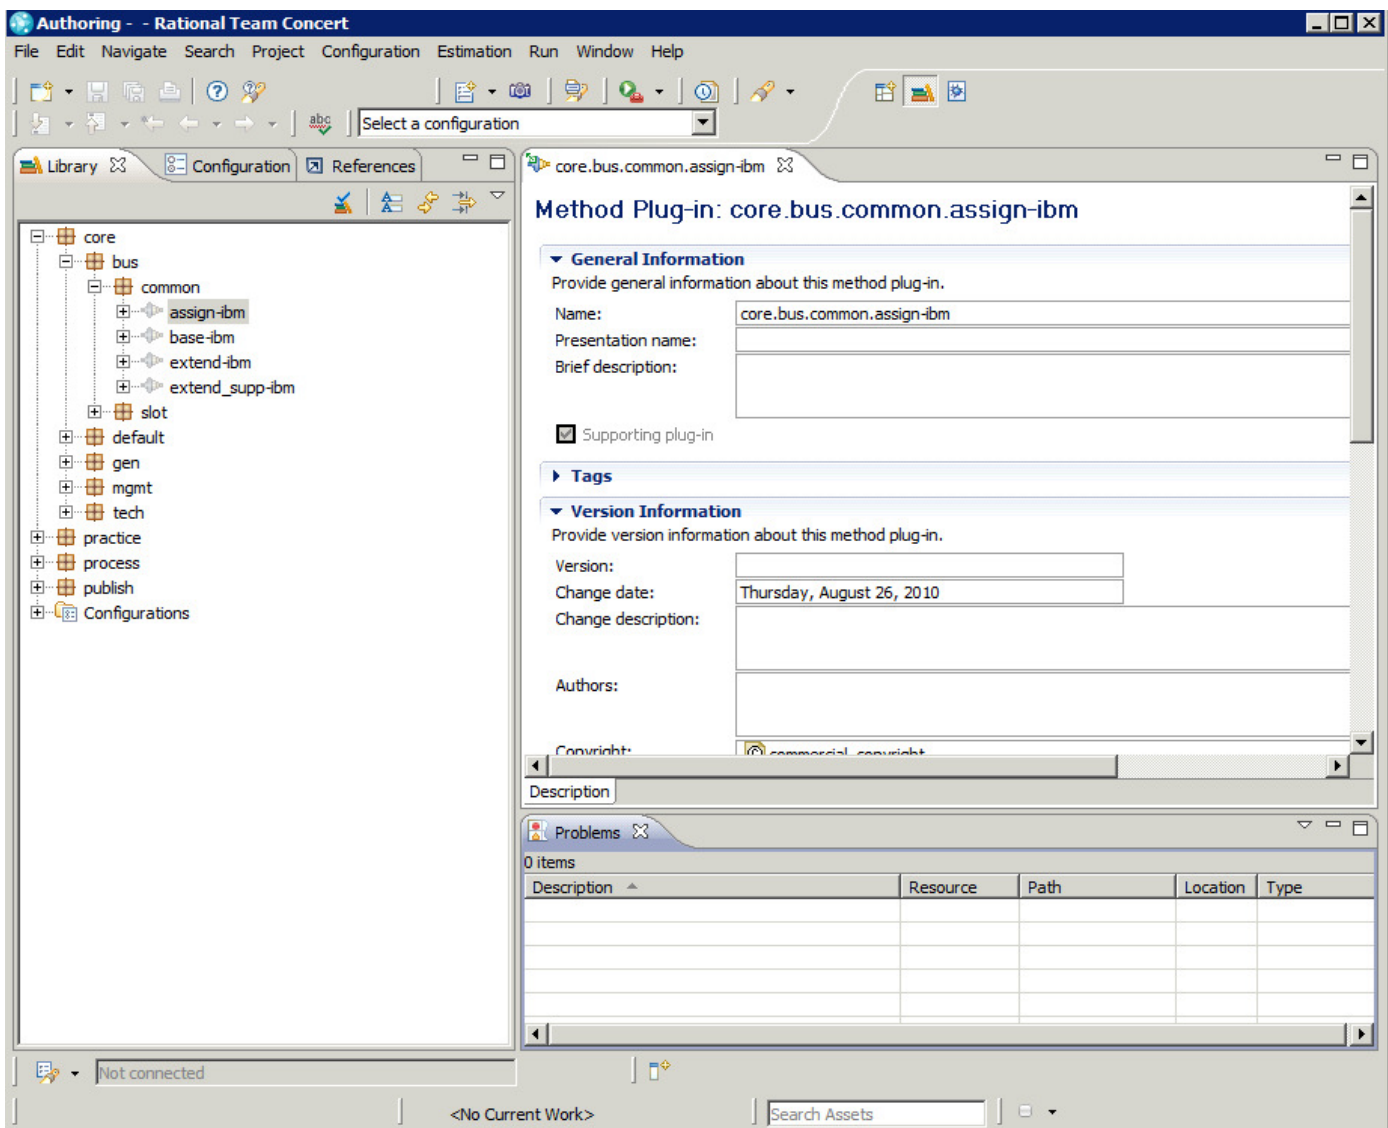 Authoring - - Rational Team Concert
File Edit Navigate Search Project Configuration Estimation Run Window Help
abc Select a configuration
Library Configuration References
core
bus
common
assign-ibm
base-ibm
extend-ibm
extend_supp-ibm
slot
default
gen
mgmt
tech
practice
process
publish
Configurations
core.bus.common.assign-ibm
Method Plug-in: core.bus.common.assign-ibm
General Information
Provide general information about this method plug-in.
Name: core.bus.common.assign-ibm
Presentation name:
Brief description:
Supporting plug-in
Tags
Version Information
Provide version information about this method plug-in.
Version:
Change date: Thursday, August 26, 2010
Change description:
Authors:
Copyright: commercial_copyright
Description
Problems
0 items
Description Resource Path Location Type
Not connected
<No Current Work> Search Assets